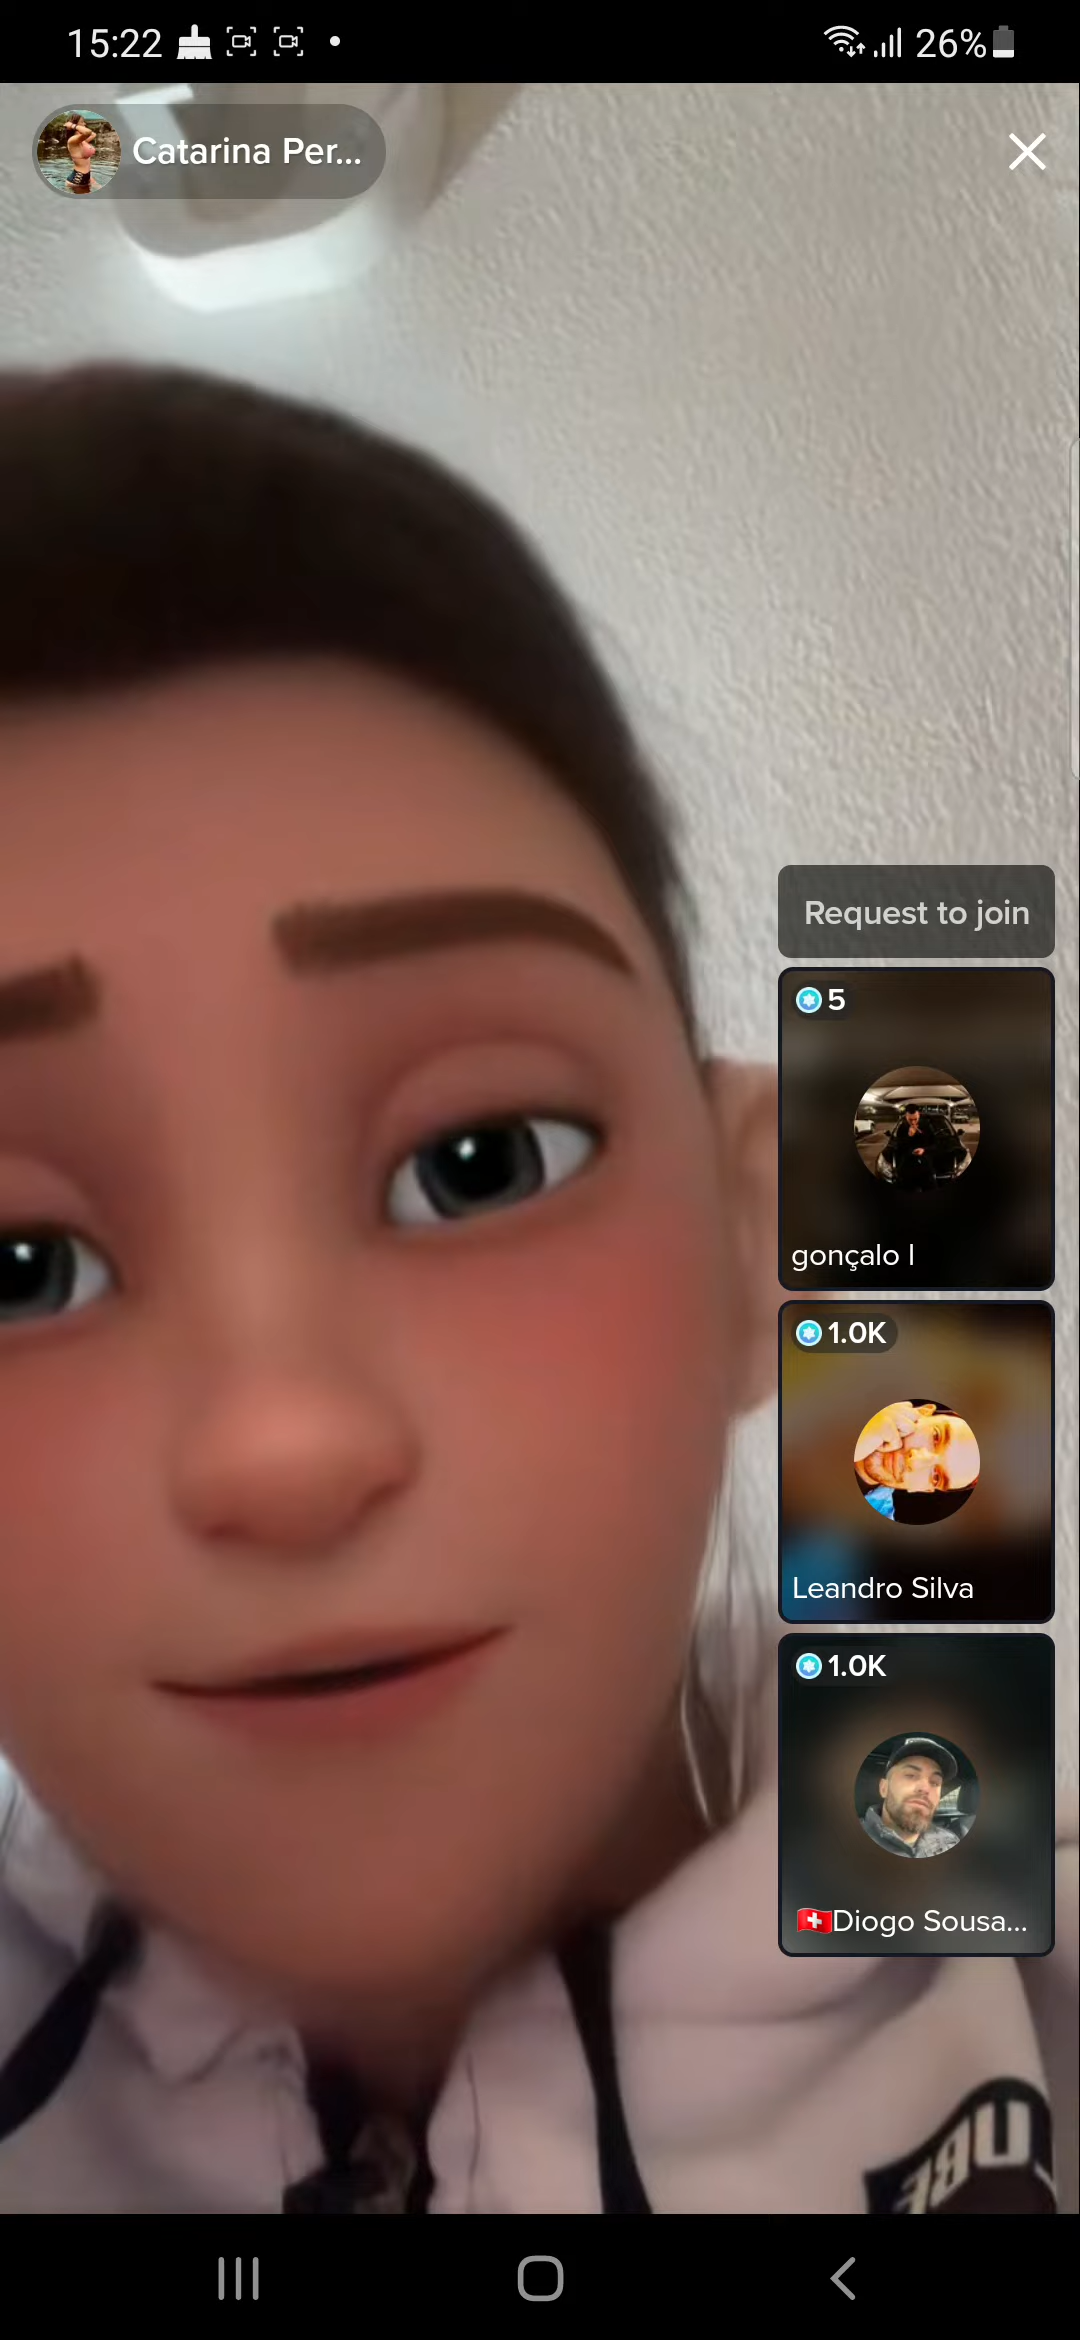 15:22
26%
Catarina Per...
Request to join
5
gonçalo l
1.0K
Leandro Silva
1.0K
🇨🇭Diogo Sousa...